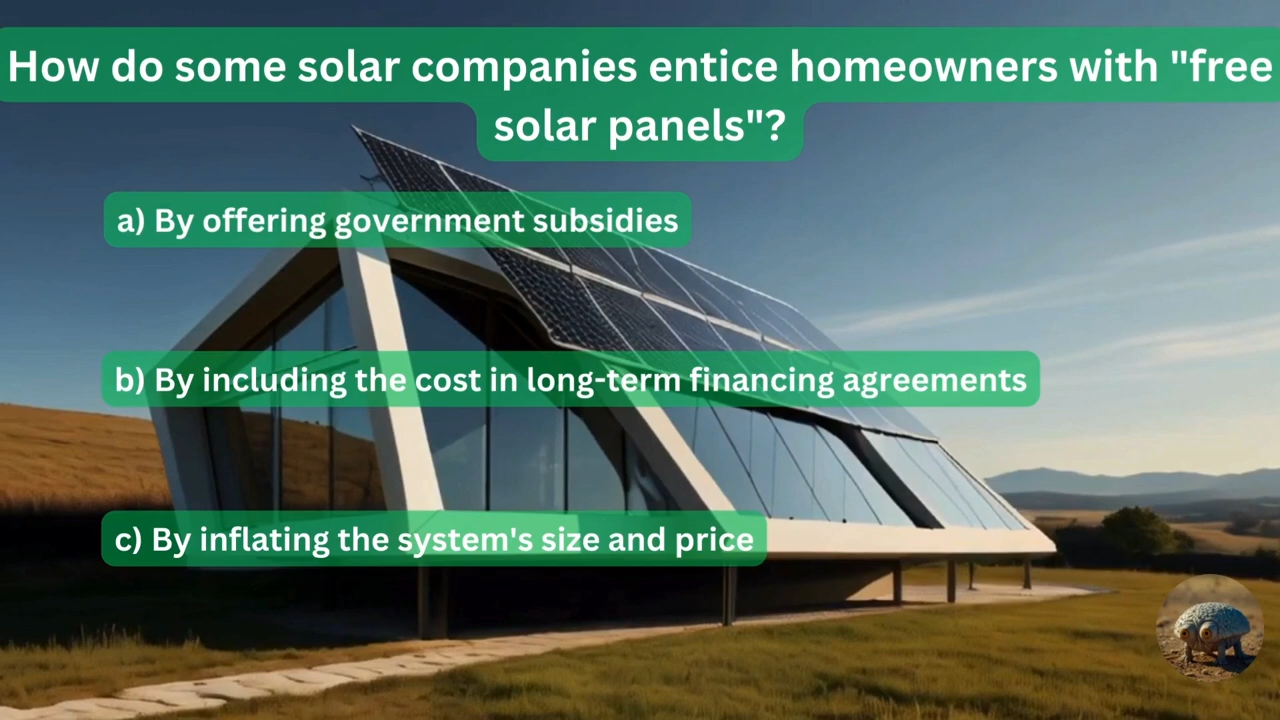 How do some solar companies entice homeowners with "free
solar panels"?
a) By offering government subsidies
b) By including the cost in long-term financing agreements
c) By inflating the system's size and price